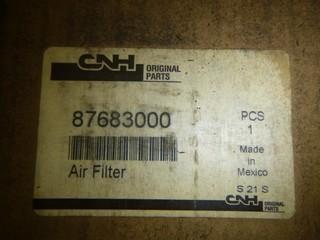 CNH ORIGINAL PARTS
87683000
PCS
1
Air Filter
Made
in
Mexico
S 21 S
CNH ORIGINAL PARTS